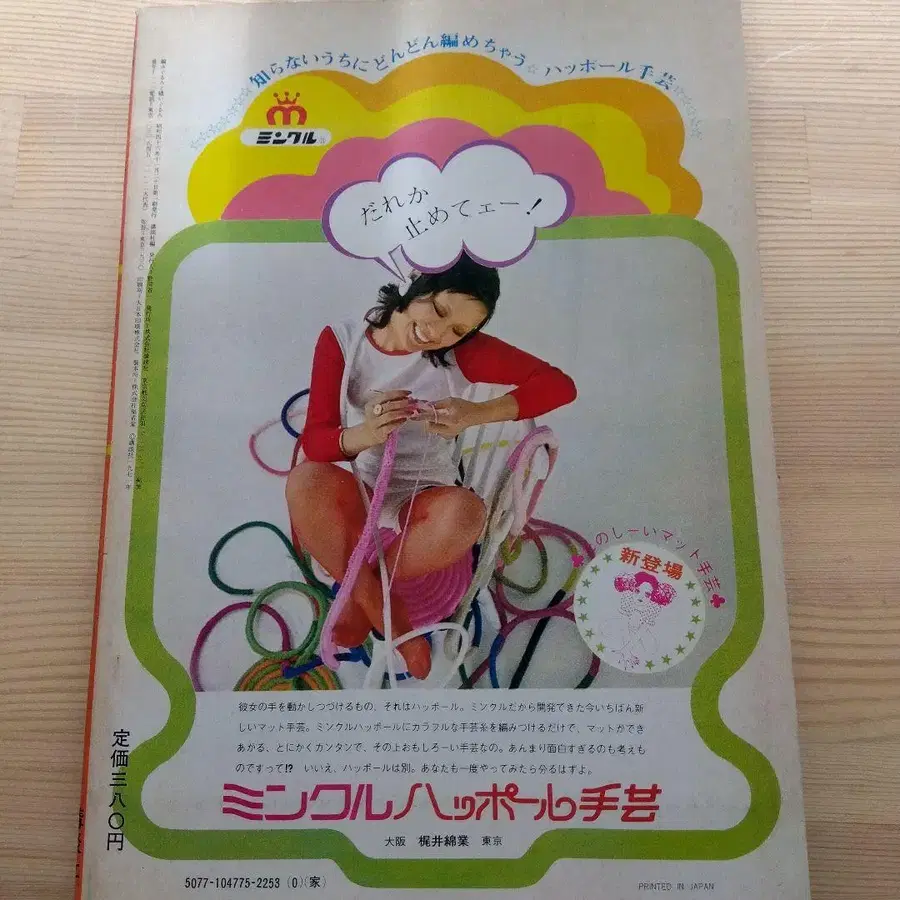 知らないうちにどんどん編めちゃう☆ハッポール手芸
ミンクル
だれか
止めてェー!
のしーいマット手芸
新登場
彼女の手を動かしつづけるもの、それはハッポール。ミンクルだから開発できた今いちばん新
しいマット手芸。ミンクルハッポールにカラフルな手芸糸を編みつけるだけで、マットができ
あがる、とにかくカンタンで、その上おもしろーい手芸なの。あんまり面白すぎるのも考えも
のですって!? いいえ、ハッポールは別。あなたも一度やってみたら分るはずよ。
ミンクルハッポール手芸
大阪 梶井綿業 東京
定価三八〇円
5077-104775-2253 (0) (家)
PRINTED IN JAPAN